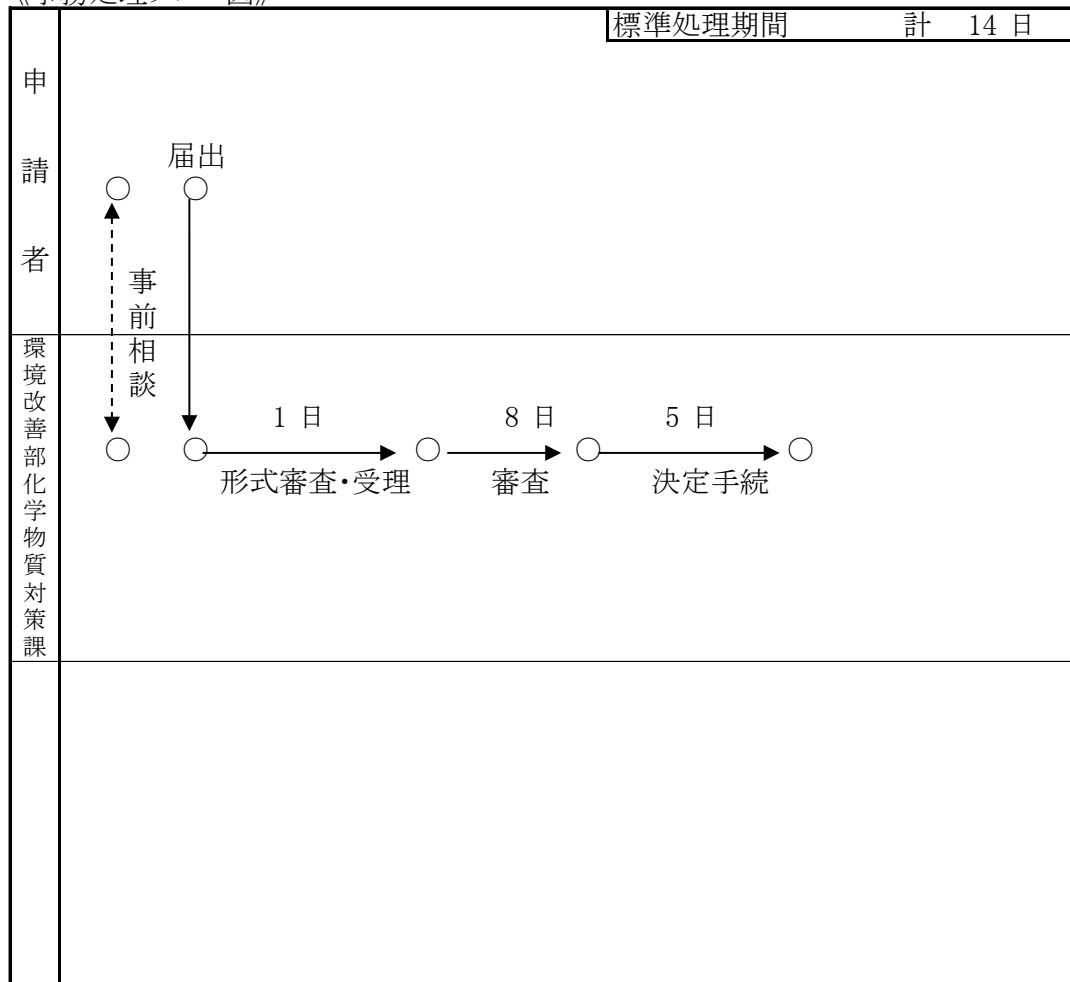 標準処理期間 計 14 日
申請者
届出
事前相談
環境改善部化学物質対策課
1 日
8 日
5 日
形式審査・受理
審査
決定手続